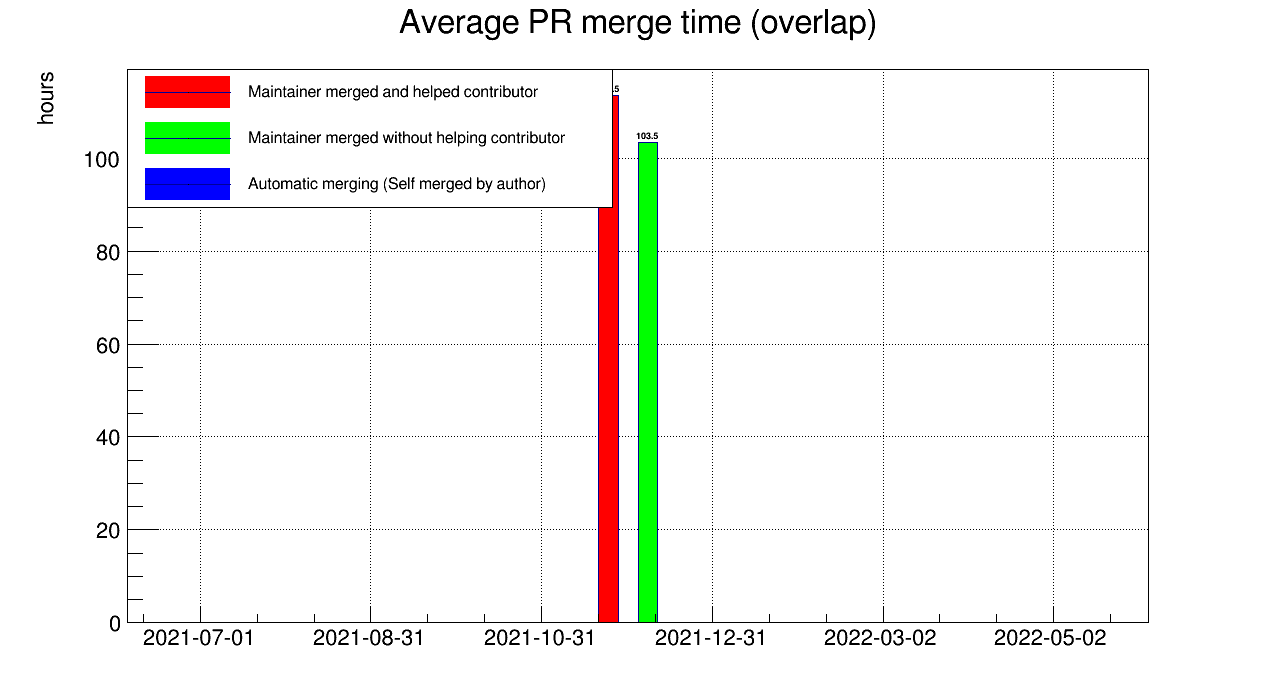 Average PR merge time (overlap)
hours
Maintainer merged and helped contributor
Maintainer merged without helping contributor
Automatic merging (Self merged by author)
.5
103.5
100
80
60
40
20
0
2021-07-01
2021-08-31
2021-10-31
2021-12-31
2022-03-02
2022-05-02